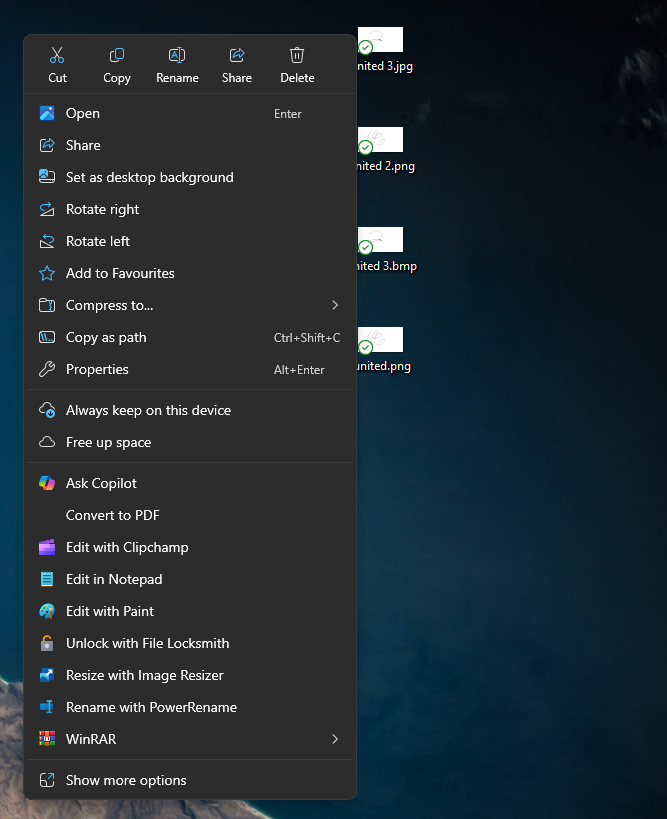 Cut Copy Rename Share Delete
Open Enter
Share
Set as desktop background
Rotate right
Rotate left
Add to Favourites
Compress to...
Copy as path Ctrl+Shift+C
Properties Alt+Enter
Always keep on this device
Free up space
Ask Copilot
Convert to PDF
Edit with Clipchamp
Edit in Notepad
Edit with Paint
Unlock with File Locksmith
Resize with Image Resizer
Rename with PowerRename
WinRAR
Show more options
nited 3.jpg
nited 2.png
nited 3.bmp
united.png